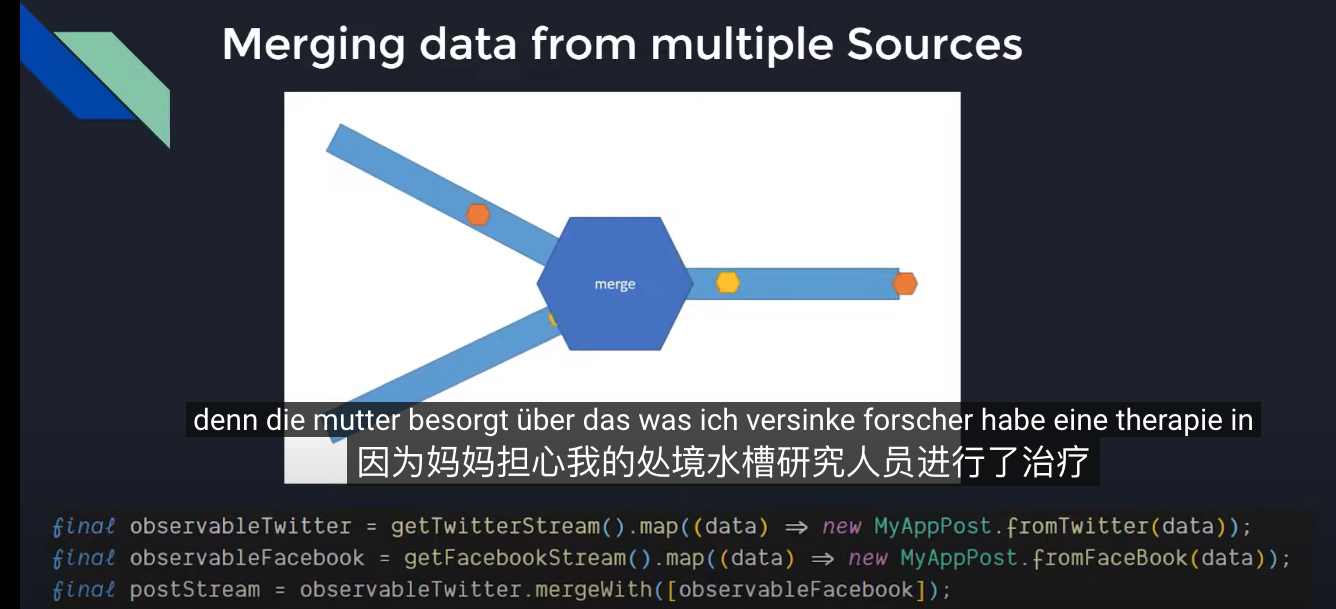 Merging data from multiple Sources
merge
denn die mutter besorgt über das was ich versinke forscher habe eine therapie in
因为妈妈担心我的处境水槽研究人员进行了治疗
final observableTwitter = getTwitterStream().map((data) ⇒ new MyAppPost.fromTwitter(data));
final observableFacebook = getFacebookStream().map((data) ⇒ new MyAppPost.fromFaceBook(data));
final postStream = observableTwitter.mergeWith([observableFacebook]);